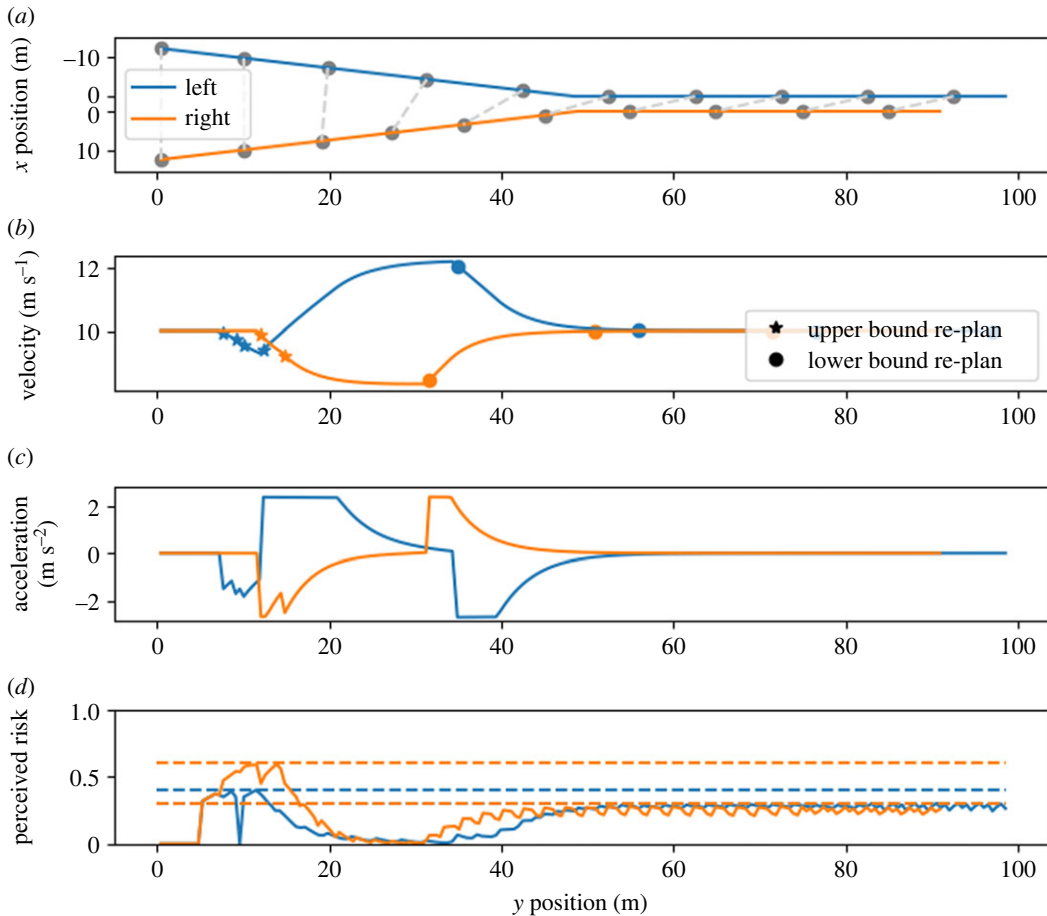 (a)
x position (m)
−10
0
0
10
left
right
0 20 40 60 80 100
(b)
velocity (m s−1)
12
10
upper bound re-plan
lower bound re-plan
0 20 40 60 80 100
(c)
acceleration
(m s−2)
2
0
−2
0 20 40 60 80 100
(d)
perceived risk
1.0
0.5
0
0 20 40 60 80 100
y position (m)